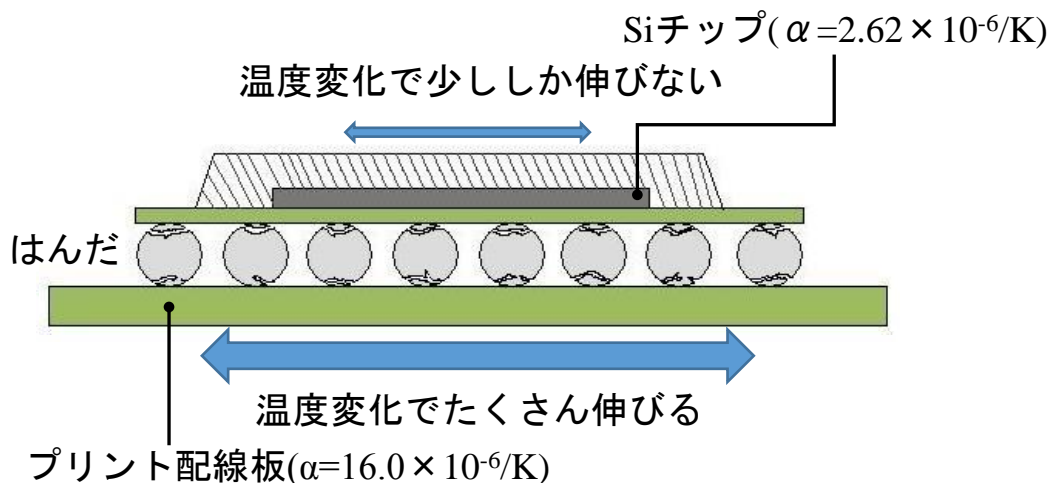 Siチップ(α=2.62×10-6/K)
温度変化で少ししか伸びない
はんだ
温度変化でたくさん伸びる
プリント配線板(α=16.0×10-6/K)